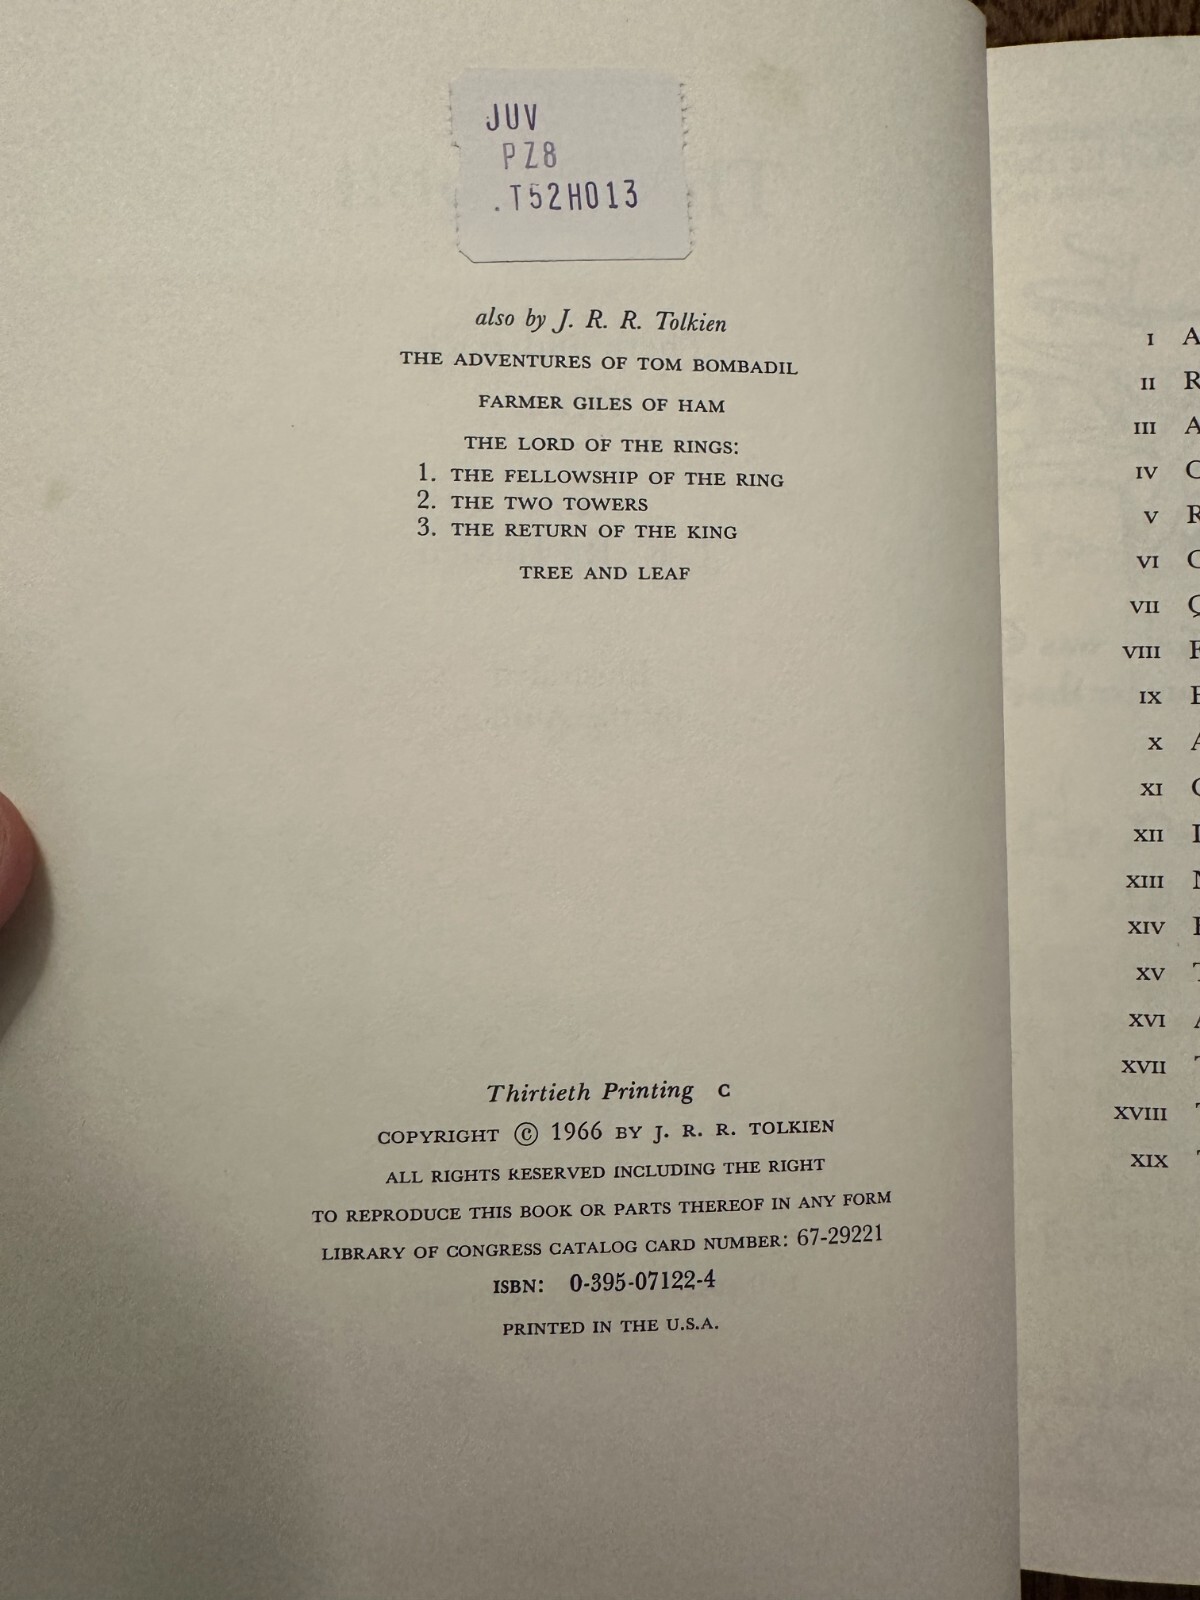 JUV
PZ8
.T52HO13
also by J. R. R. Tolkien
THE ADVENTURES OF TOM BOMBADIL
FARMER GILES OF HAM
THE LORD OF THE RINGS:
1. THE FELLOWSHIP OF THE RING
2. THE TWO TOWERS
3. THE RETURN OF THE KING
TREE AND LEAF
Thirtieth Printing C
COPYRIGHT © 1966 BY J. R. R. TOLKIEN
ALL RIGHTS RESERVED INCLUDING THE RIGHT
TO REPRODUCE THIS BOOK OR PARTS THEREOF IN ANY FORM
LIBRARY OF CONGRESS CATALOG CARD NUMBER: 67-29221
ISBN: 0-395-07122-4
PRINTED IN THE U.S.A.
I A
II R
III A
IV
V R
VI
VII
VIII
IX
X A
XI
XII
XIII
XIV
XV
XVI
XVII
XVIII
XIX